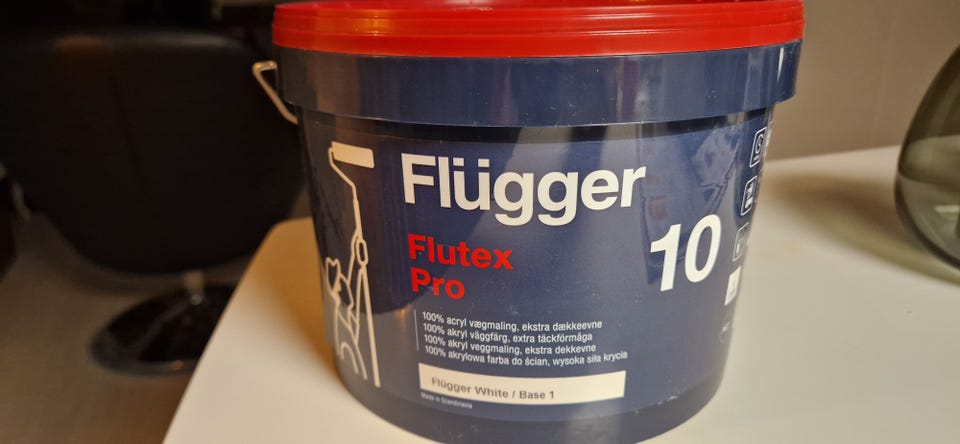 Flügger
Flutex
Pro
10
100% acryl vægmaling, ekstra dækkeevne
100% akryl väggfärg, extra täckförmåga
100% akryl veggmaling, ekstra dekkevne
100% akrylowa farba do ścian, wysoka siła krycia
Flügger White / Base 1
Made in Scandinavia